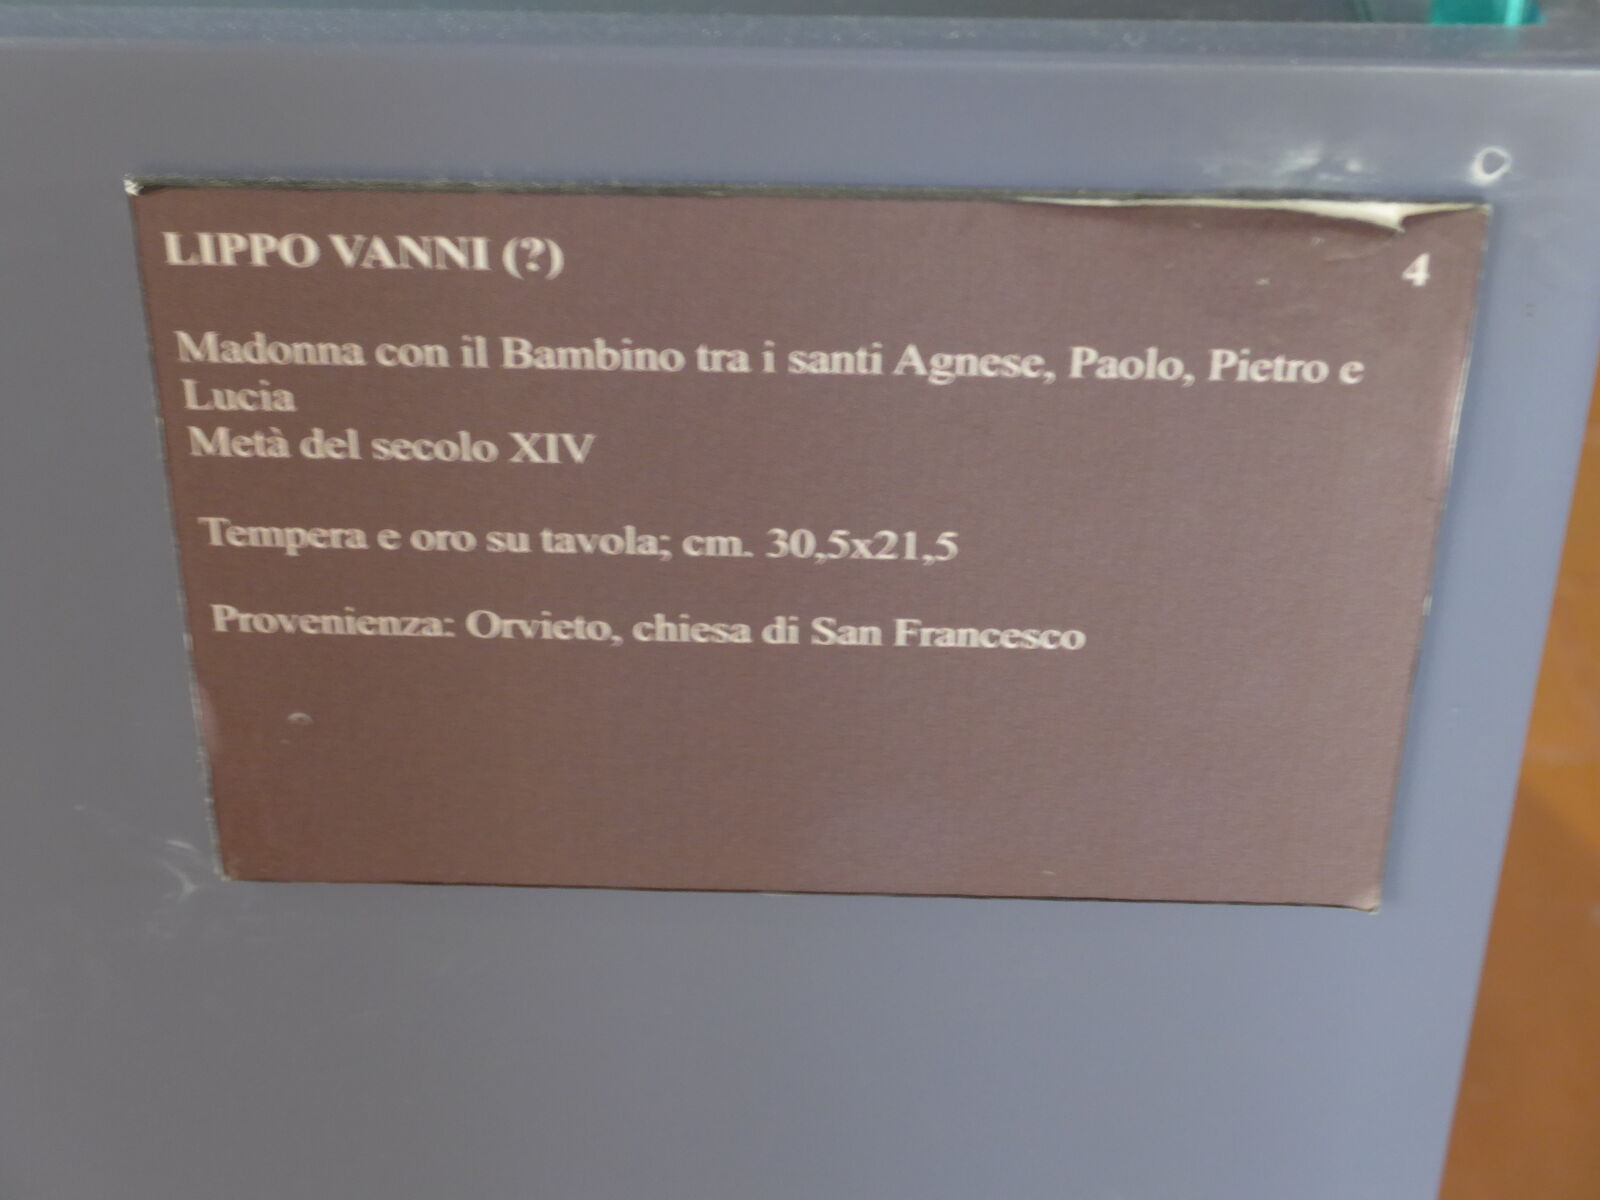 LIPPO VANNI (?) 4
Madonna con il Bambino tra i santi Agnese, Paolo, Pietro e
Lucia
Metà del secolo XIV
Tempera e oro su tavola; cm. 30,5x21,5
Provenienza: Orvieto, chiesa di San Francesco